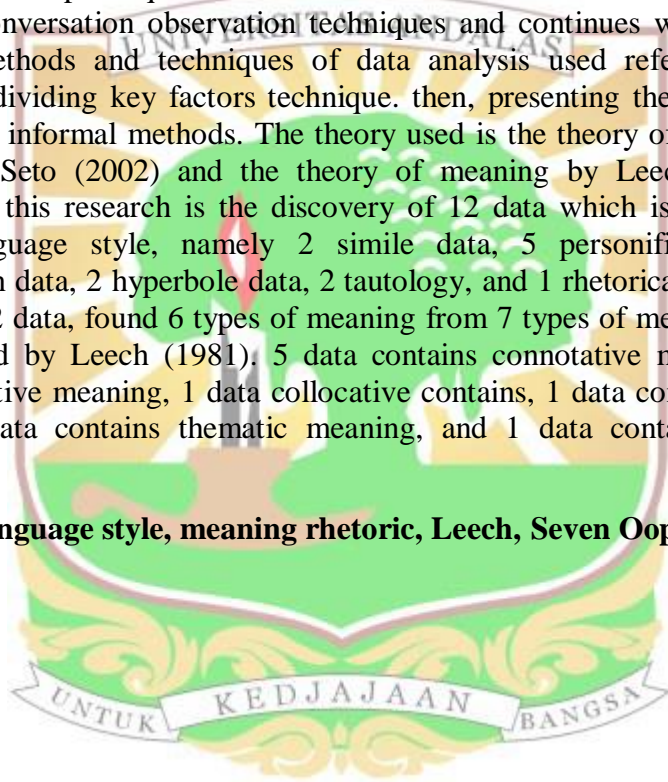 onversation observation techniques and continues w
UNIVERSITAS ANDALAS
ethods and techniques of data analysis used refe
dividing key factors technique. then, presenting the
informal methods. The theory used is the theory o
Seto (2002) and the theory of meaning by Leec
this research is the discovery of 12 data which is
guage style, namely 2 simile data, 5 personifi
n data, 2 hyperbole data, 2 tautology, and 1 rhetorica
2 data, found 6 types of meaning from 7 types of me
d by Leech (1981). 5 data contains connotative m
tive meaning, 1 data collocative contains, 1 data co
ata contains thematic meaning, and 1 data conta
nguage style, meaning rhetoric, Leech, Seven Oop
UNTUK KEDJAJAAN BANGSA